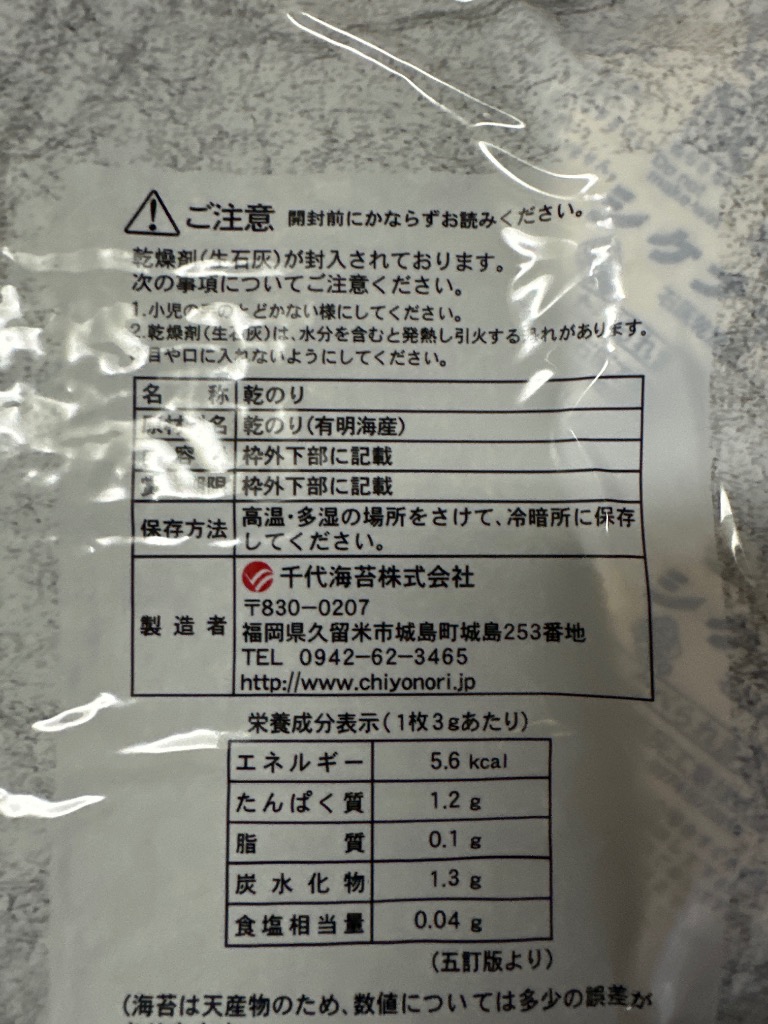 ご注意 開封前にかならずお読みください。
乾燥剤(生石灰)が封入されております。
次の事項についてご注意ください。
1.小児の手のとどかない様にしてください。
2.乾燥剤(生石灰)は、水分を含むと発熱し引火する恐れがあります。
目や口に入れないようにしてください。
名称 乾のり
原材料名 乾のり(有明海産)
内容量 枠外下部に記載
賞味期限 枠外下部に記載
保存方法 高温・多湿の場所をさけて、冷暗所に保存
してください。
製造者 千代海苔株式会社
〒830-0207
福岡県久留米市城島町城島253番地
TEL 0942-62-3465
http://www.chiyonori.jp
栄養成分表示(1枚3gあたり)
エネルギー 5.6 kcal
たんぱく質 1.2 g
脂質 0.1 g
炭水化物 1.3 g
食塩相当量 0.04 g
(五訂版より)
(海苔は天産物のため、数値については多少の誤差が